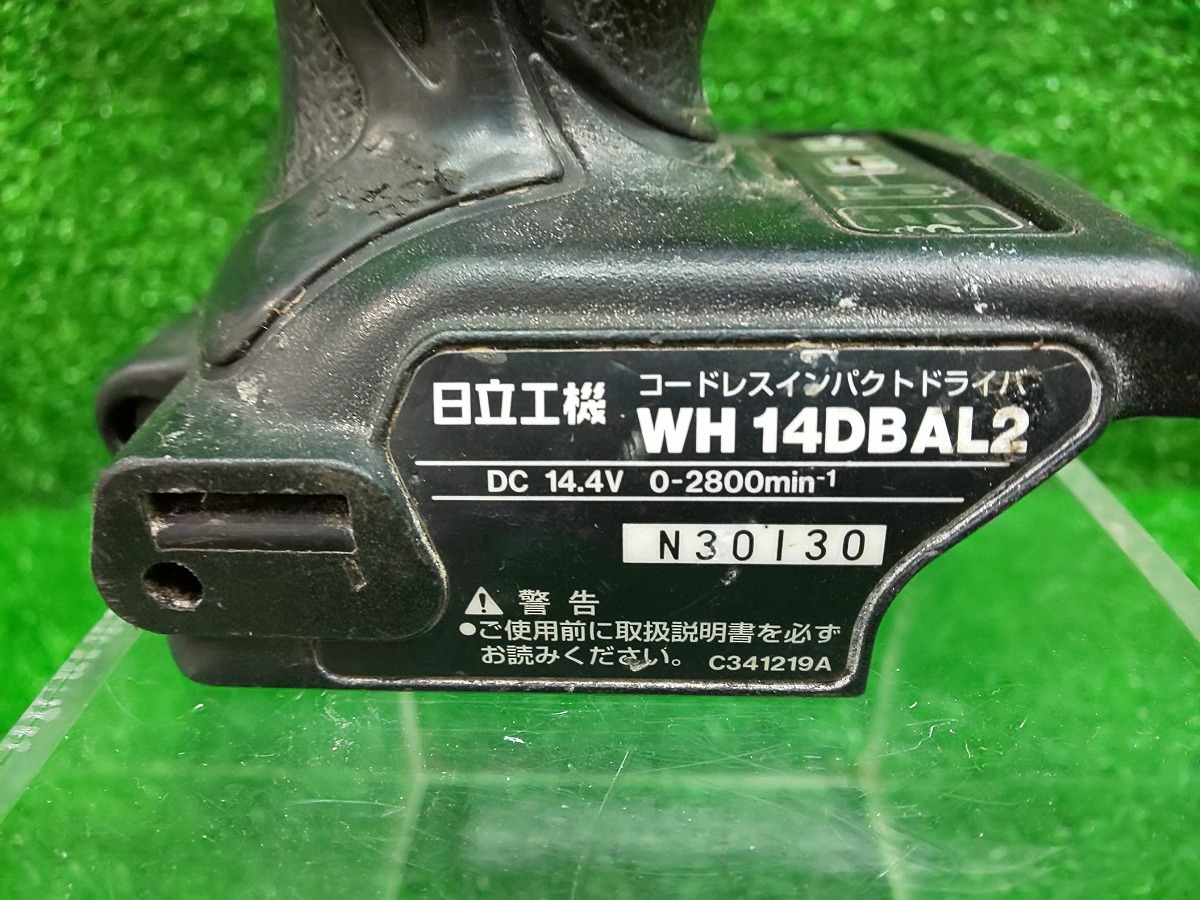 日立工機 コードレスインパクトドライバ
WH 14DBAL2
DC 14.4V 0-2800min⁻¹
N30130
⚠ 警告
●ご使用前に取扱説明書を必ず
お読みください。 C341219A